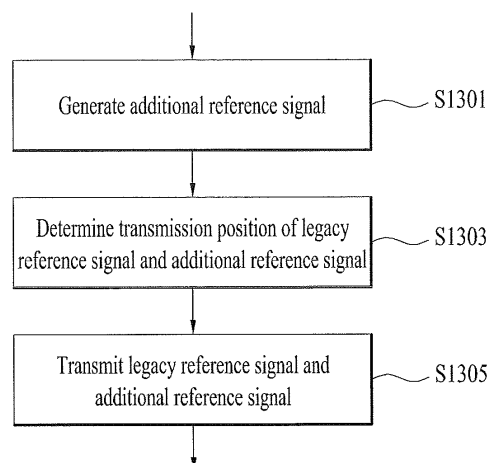 Generate additional reference signal
S1301
Determine transmission position of legacy
reference signal and additional reference signal
S1303
Transmit legacy reference signal and
additional reference signal
S1305